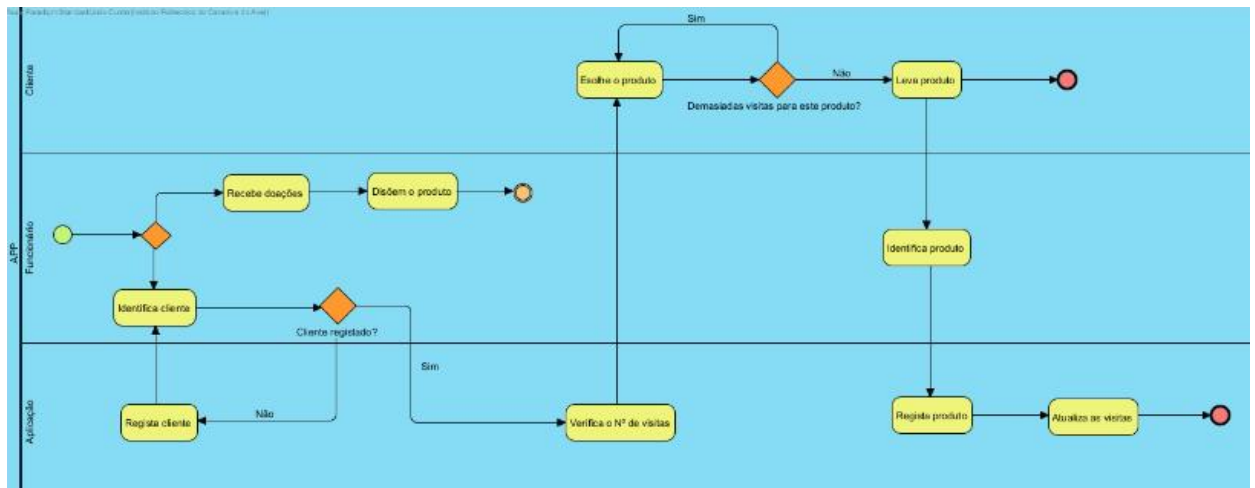 Sim
Cliente
Escolhe o produto
Não
Leva produto
Demasiadas visitas para este produto?
APP
Funcionário
Recebe doações
Disõem o produto
Identifica produto
Identifica cliente
Cliente registado?
Sim
Aplicação
Regista cliente
Não
Verifica o Nº de visitas
Regista produto
Atualiza as visitas